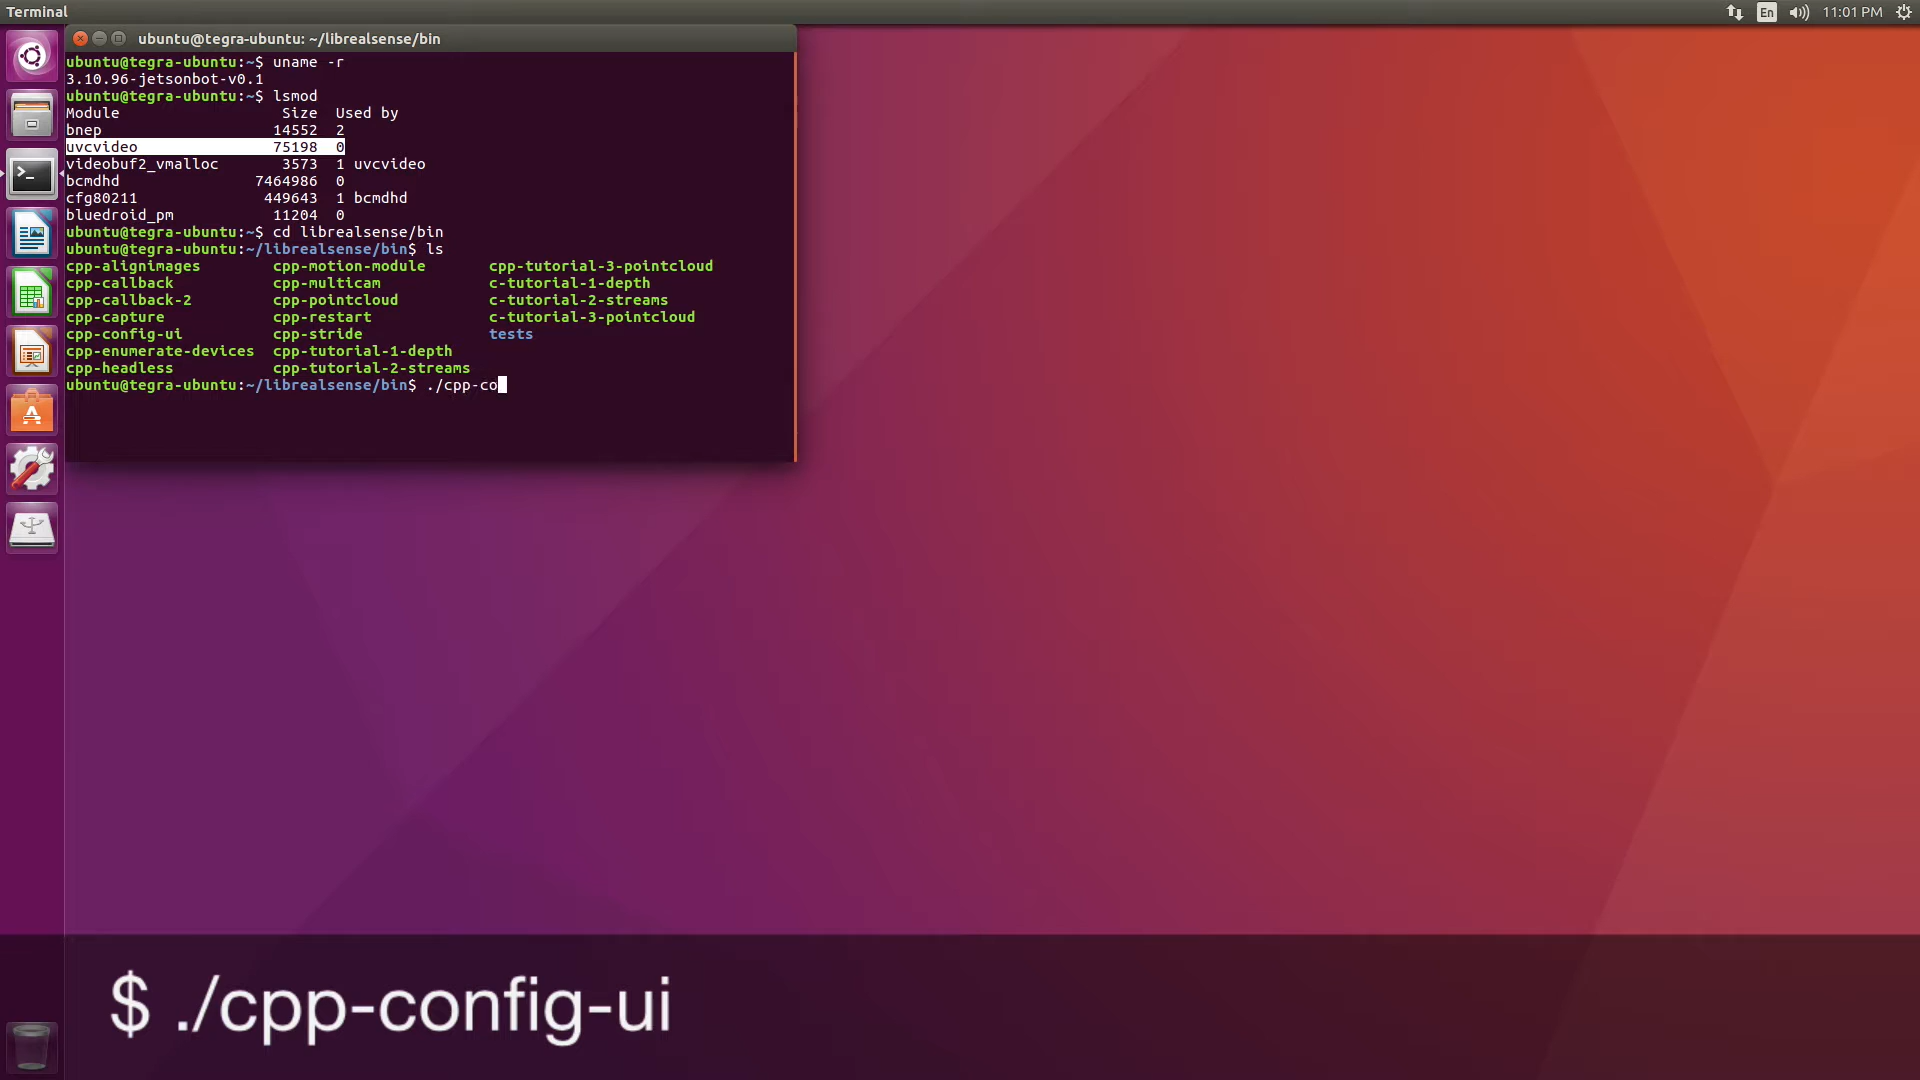 Terminal
En
11:01 PM
ubuntu@tegra-ubuntu: ~/librealsense/bin
ubuntu@tegra-ubuntu:~$ uname -r
3.10.96-jetsonbot-v0.1
ubuntu@tegra-ubuntu:~$ lsmod
Module                  Size  Used by
bnep                   14552  2
uvcvideo               75198  0
videobuf2_vmalloc       3573  1 uvcvideo
bcmdhd               7464986  0
cfg80211              449643  1 bcmdhd
bluedroid_pm           11204  0
ubuntu@tegra-ubuntu:~$ cd librealsense/bin
ubuntu@tegra-ubuntu:~/librealsense/bin$ ls
cpp-alignimages        cpp-motion-module       cpp-tutorial-3-pointcloud
cpp-callback           cpp-multicam            c-tutorial-1-depth
cpp-callback-2         cpp-pointcloud          c-tutorial-2-streams
cpp-capture            cpp-restart             c-tutorial-3-pointcloud
cpp-config-ui          cpp-stride              tests
cpp-enumerate-devices  cpp-tutorial-1-depth
cpp-headless           cpp-tutorial-2-streams
ubuntu@tegra-ubuntu:~/librealsense/bin$ ./cpp-co
$ ./cpp-config-ui